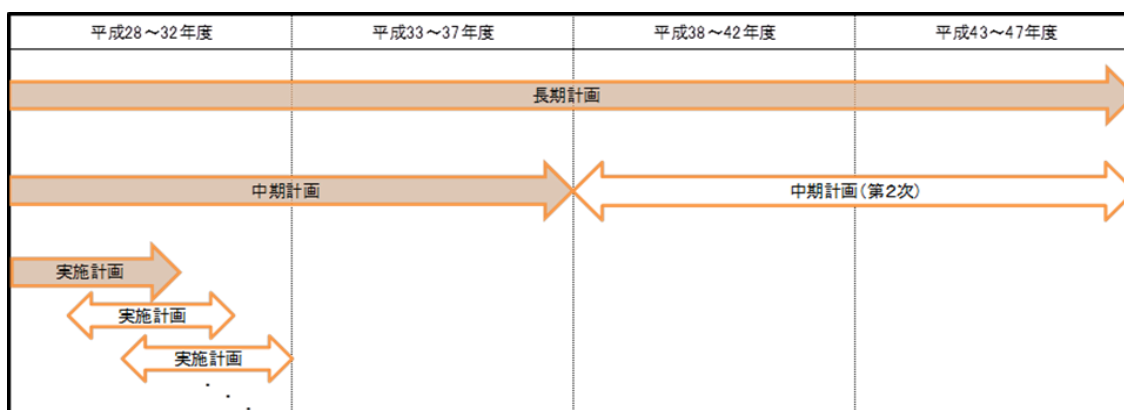 平成28～32年度
平成33～37年度
平成38～42年度
平成43～47年度
長期計画
中期計画
中期計画（第2次）
実施計画
実施計画
実施計画